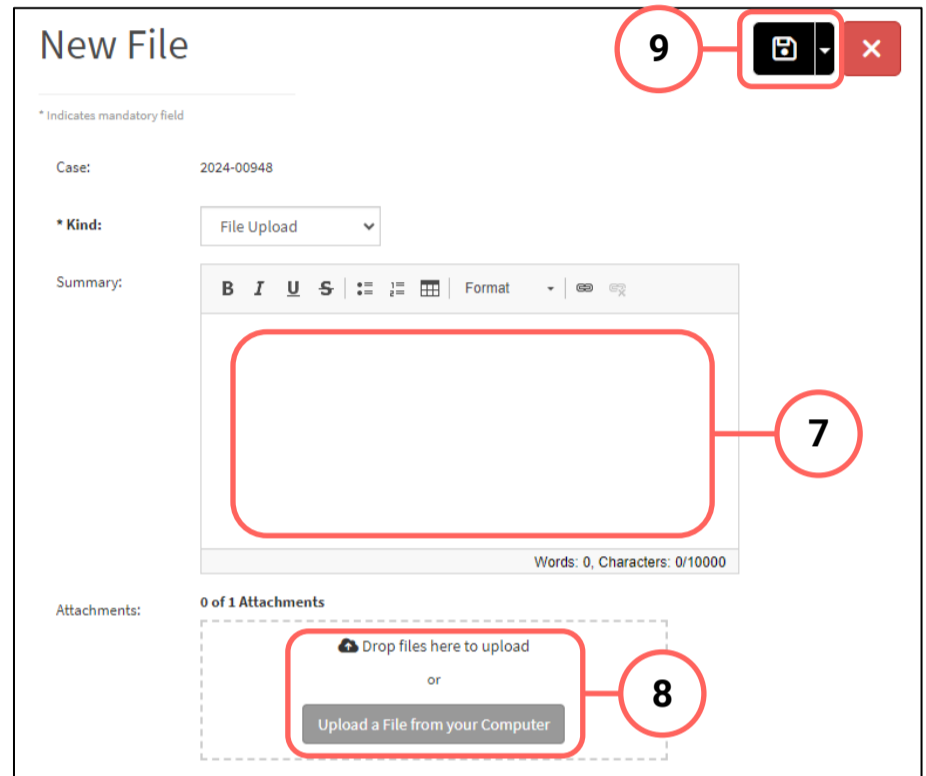 New File
9
* Indicates mandatory field
Case: 2024-00948
* Kind: File Upload
Summary: B I U S Format
7
Words: 0, Characters: 0/10000
Attachments: 0 of 1 Attachments
Drop files here to upload
or
8
Upload a File from your Computer